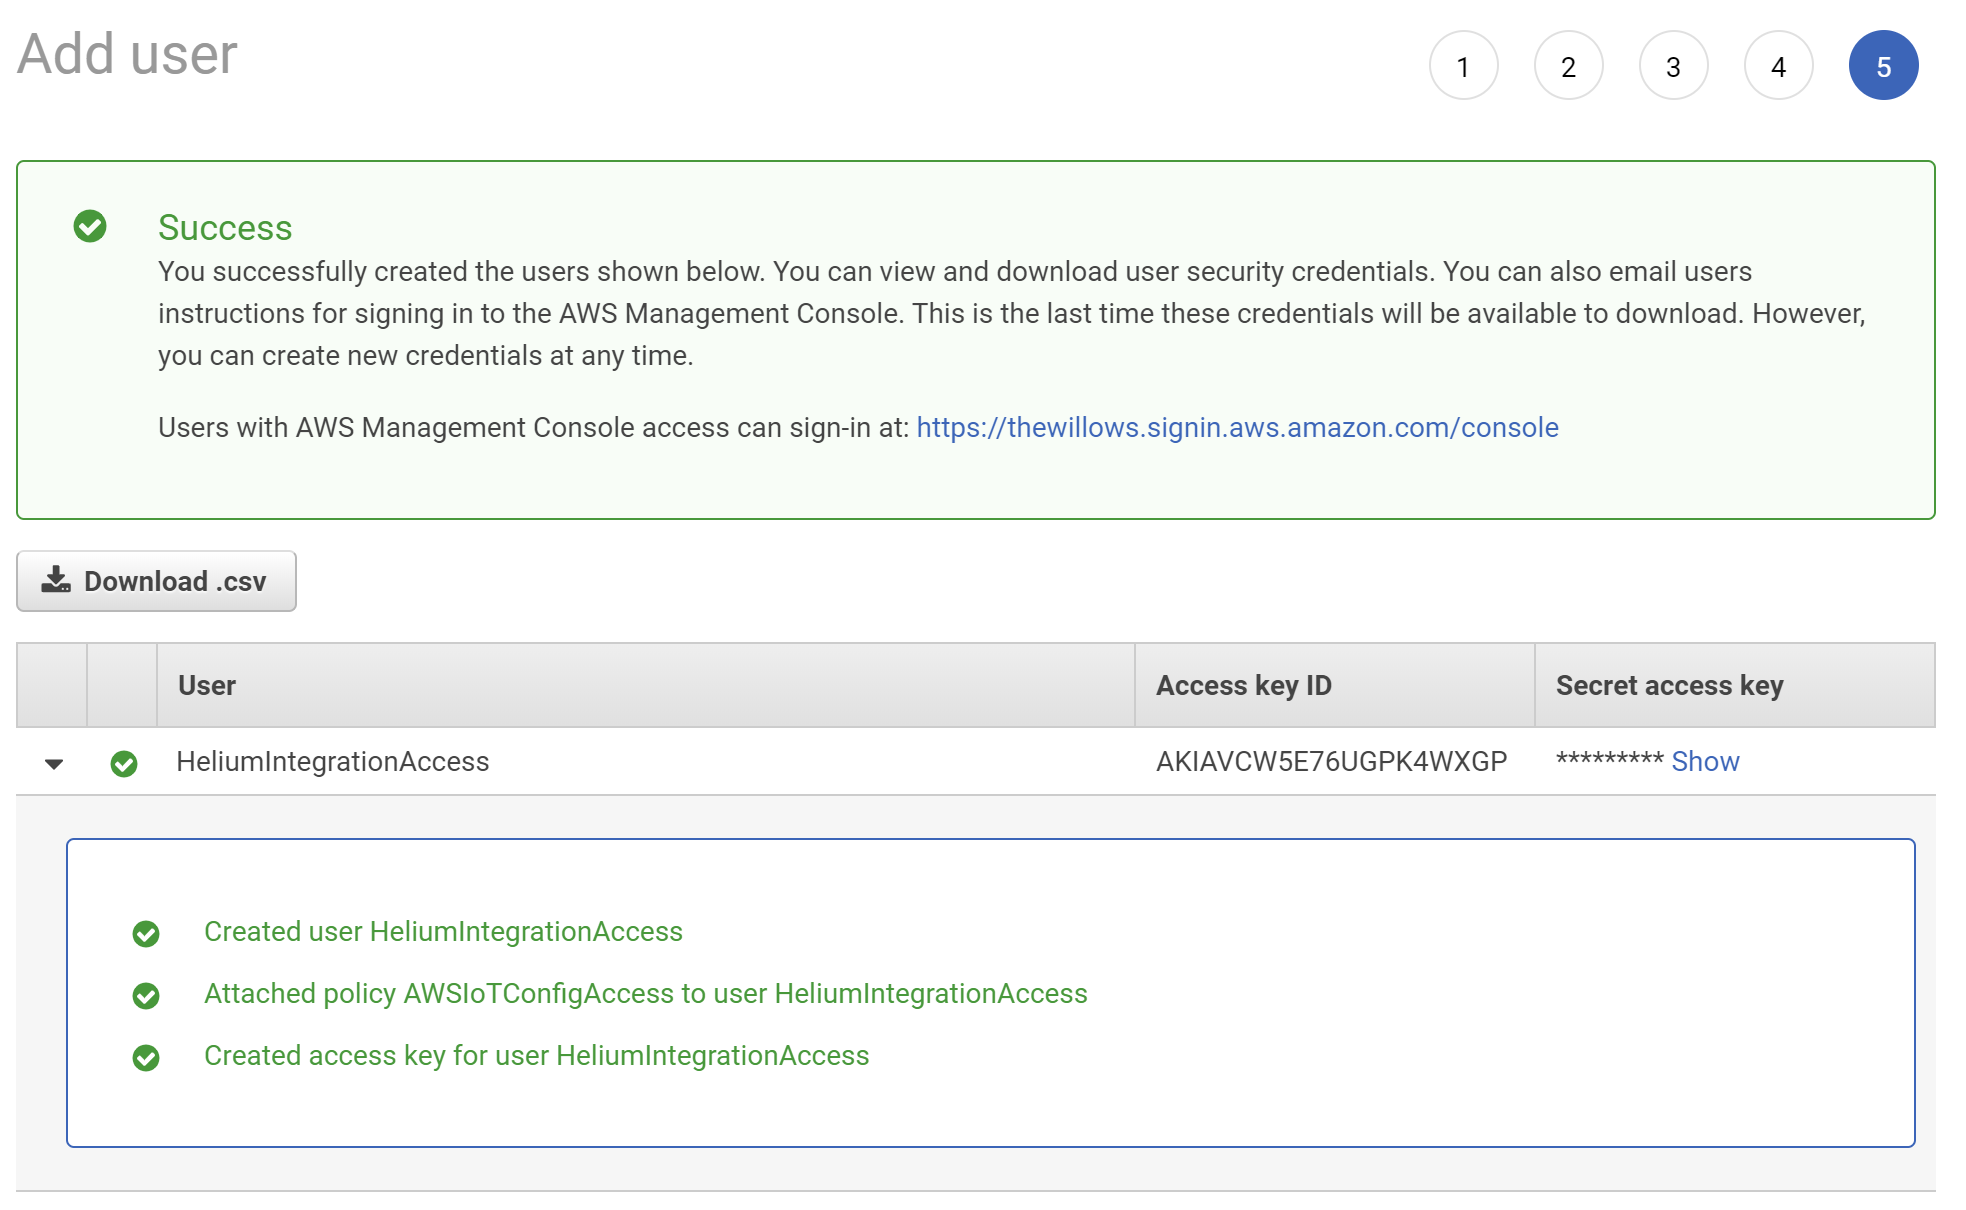 Add user
1 2 3 4 5
Success
You successfully created the users shown below. You can view and download user security credentials. You can also email users
instructions for signing in to the AWS Management Console. This is the last time these credentials will be available to download. However,
you can create new credentials at any time.
Users with AWS Management Console access can sign-in at: https://thewillows.signin.aws.amazon.com/console
Download .csv
User Access key ID Secret access key
HeliumIntegrationAccess AKIAVCW5E76UGPK4WXGP ********* Show
Created user HeliumIntegrationAccess
Attached policy AWSIoTConfigAccess to user HeliumIntegrationAccess
Created access key for user HeliumIntegrationAccess